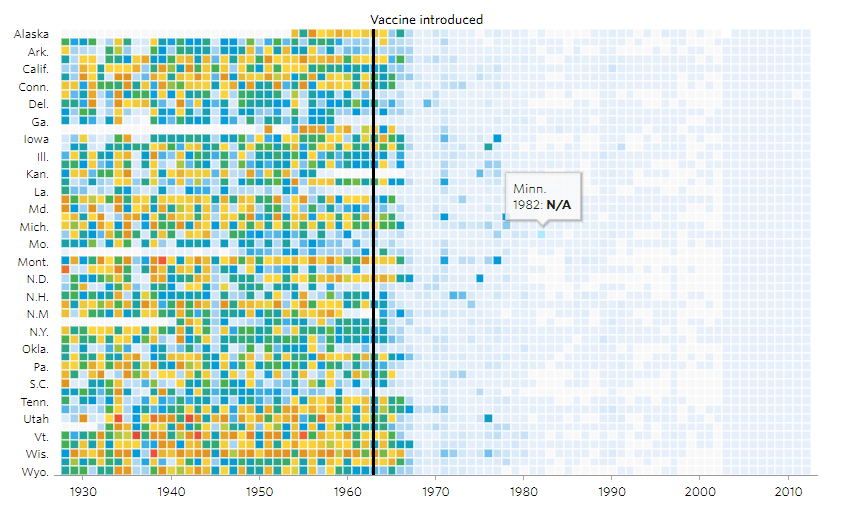 Vaccine introduced
Alaska
Ark.
Calif.
Conn.
Del.
Ga.
Iowa
Ill.
Kan.
La.
Md.
Mich.
Mo.
Mont.
N.D.
N.H.
N.M
N.Y.
Okla.
Pa.
S.C.
Tenn.
Utah
Vt.
Wis.
Wyo.
Minn.
1982: N/A
1930 1940 1950 1960 1970 1980 1990 2000 2010